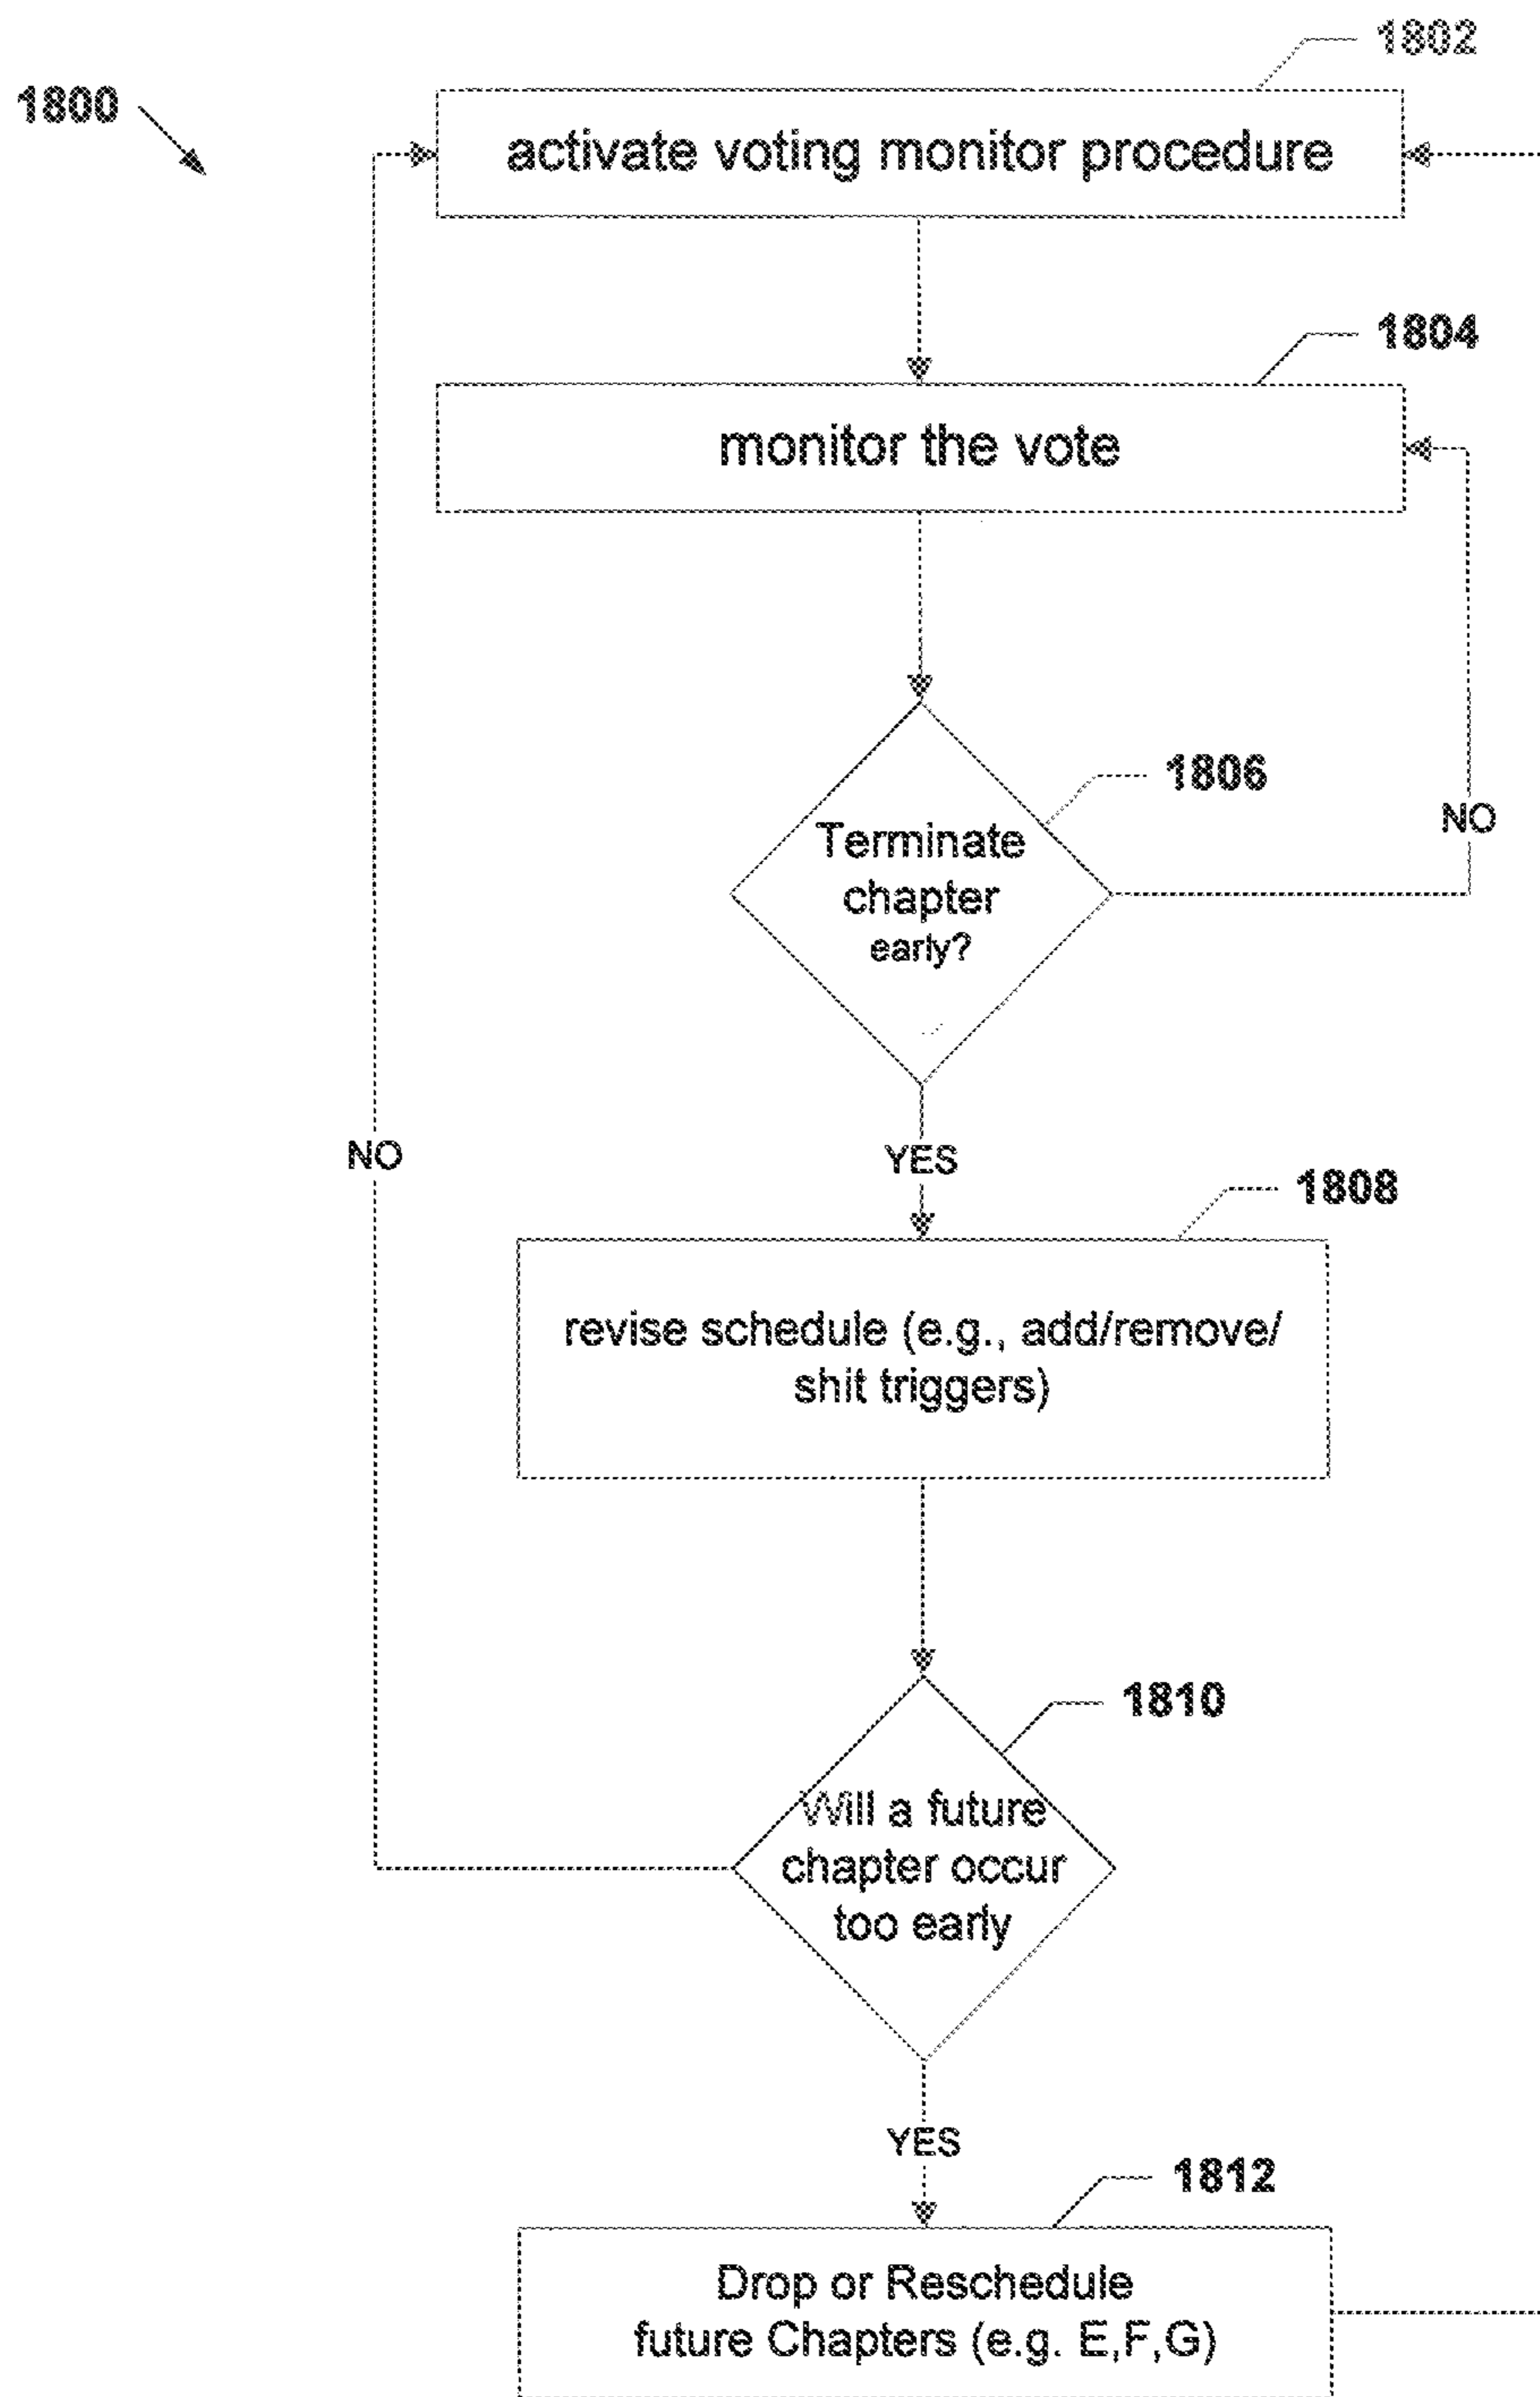 1802
1800
activate voting monitor procedure
1804
monitor the vote
1806
Terminate
chapter
early?
NO
NO
YES
1808
revise schedule (e.g., add/remove/
shit triggers)
1810
Will a future
chapter occur
too early
YES
1812
Drop or Reschedule
future Chapters (e.g. E,F,G)